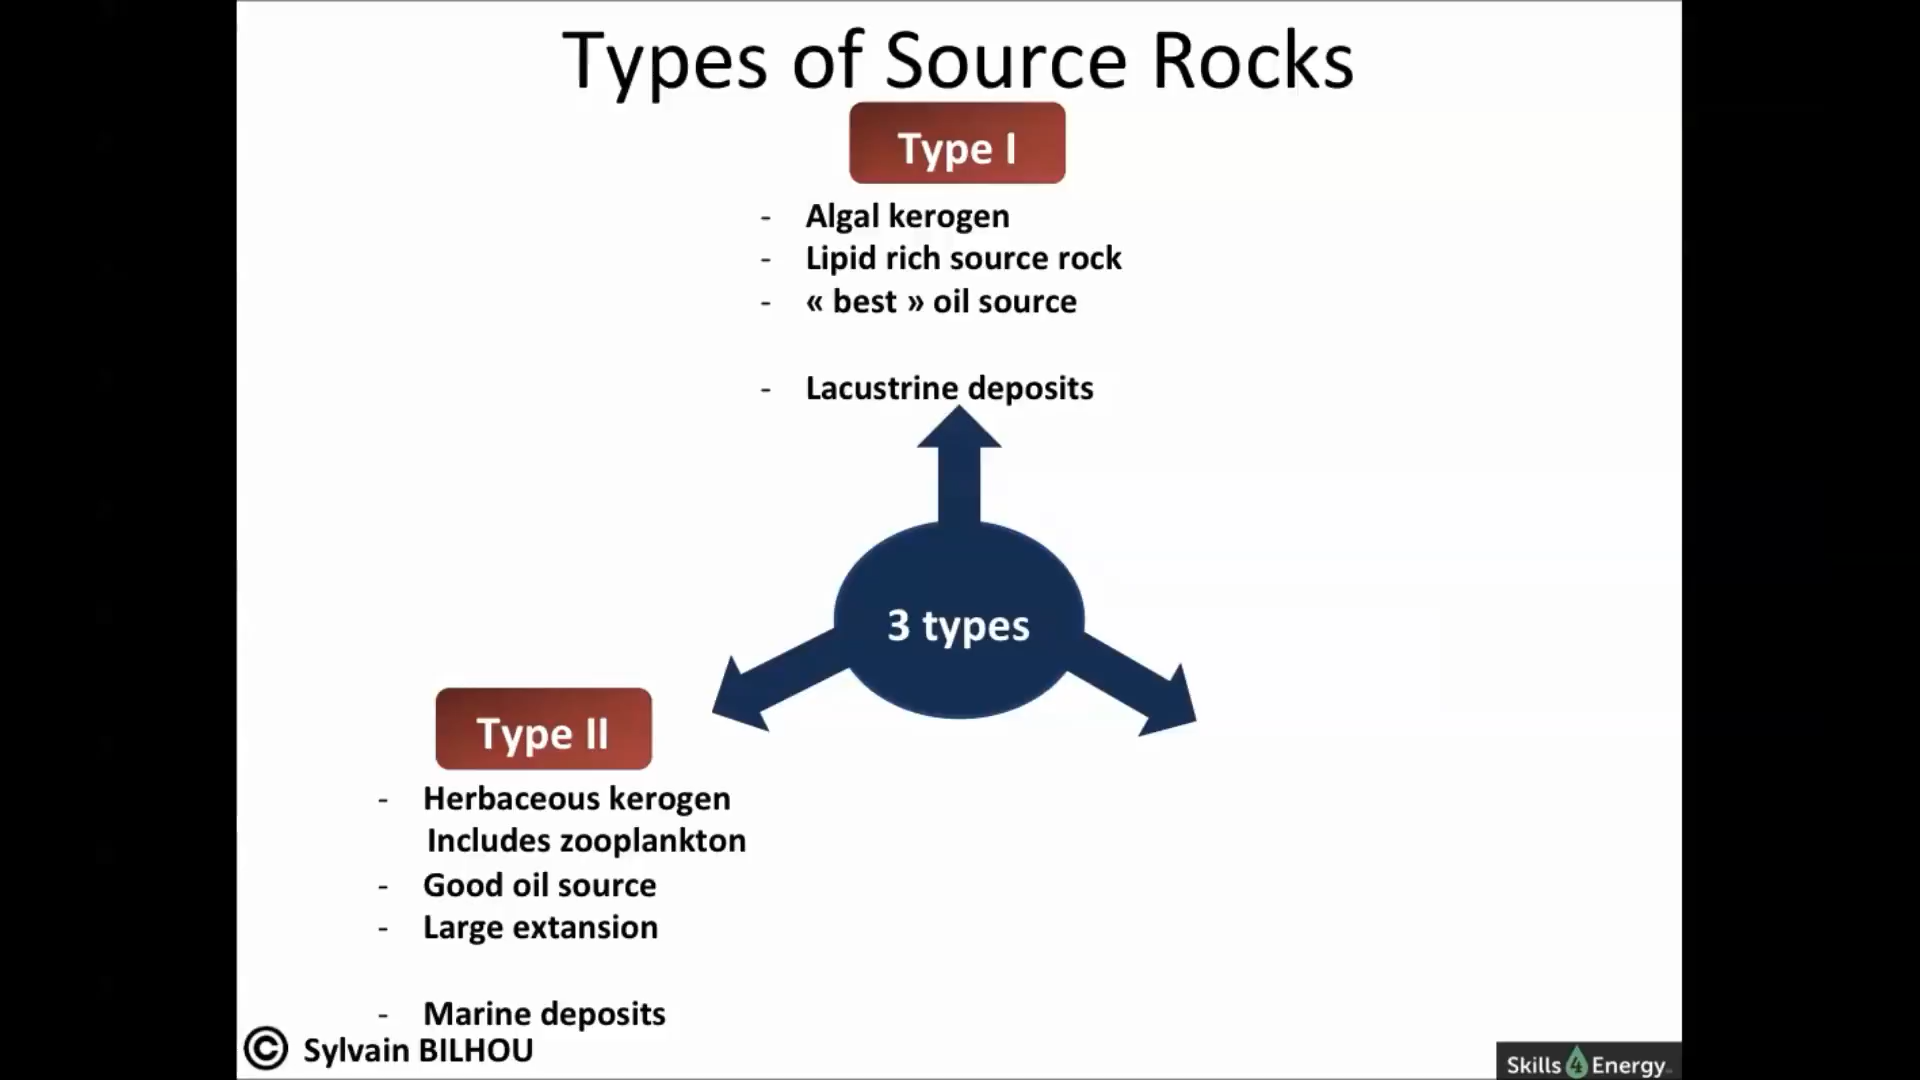 Types of Source Rocks
Type I
- Algal kerogen
- Lipid rich source rock
- « best » oil source
- Lacustrine deposits
3 types
Type II
- Herbaceous kerogen
Includes zooplankton
- Good oil source
- Large extansion
- Marine deposits
© Sylvain BILHOU
Skills 4 Energy